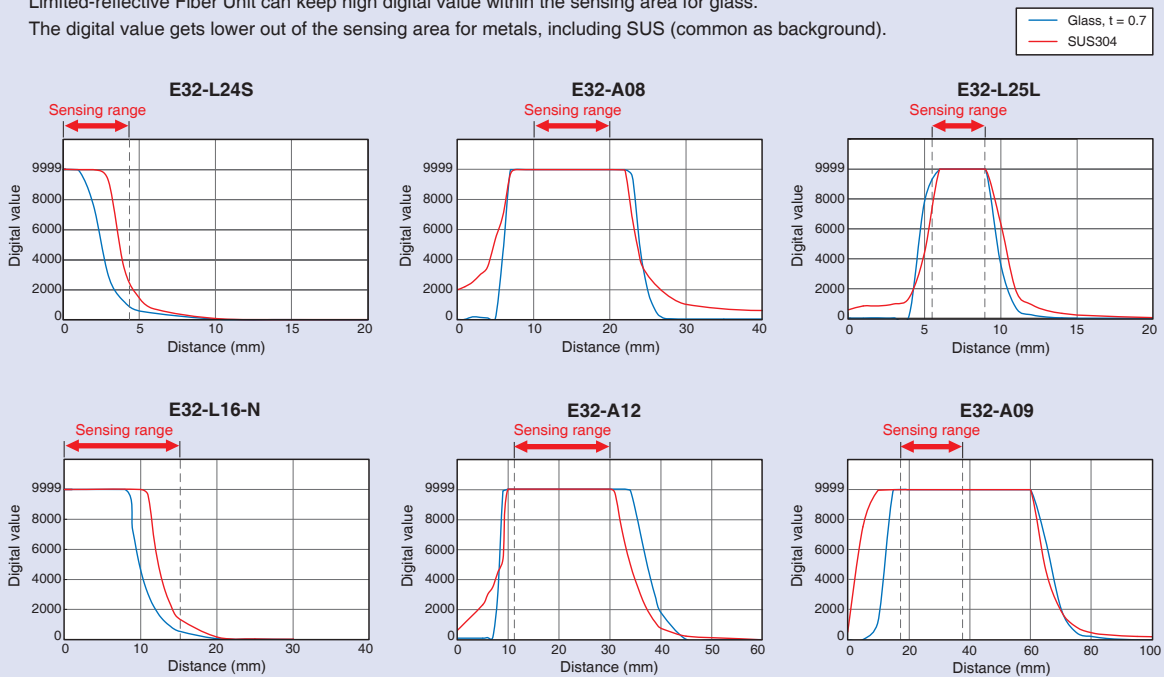 Limited-reflective Fiber Unit can keep high digital value within the sensing area for glass.
The digital value gets lower out of the sensing area for metals, including SUS (common as background).
Glass, t = 0.7
SUS304
E32-L24S
Sensing range
9999
8000
6000
4000
2000
0
Digital value
0 5 10 15 20
Distance (mm)
E32-A08
Sensing range
9999
8000
6000
4000
2000
0
Digital value
0 10 20 30 40
Distance (mm)
E32-L25L
Sensing range
9999
8000
6000
4000
2000
0
Digital value
0 5 10 15 20
Distance (mm)
E32-L16-N
Sensing range
9999
8000
6000
4000
2000
0
Digital value
0 10 20 30 40
Distance (mm)
E32-A12
Sensing range
9999
8000
6000
4000
2000
0
Digital value
0 10 20 30 40 50 60
Distance (mm)
E32-A09
Sensing range
9999
8000
6000
4000
2000
0
Digital value
0 20 40 60 80 100
Distance (mm)